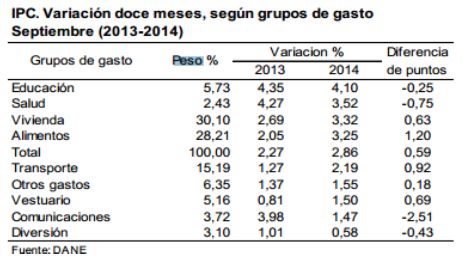 IPC. Variación doce meses, según grupos de gasto
Septiembre (2013-2014)
Grupos de gasto Peso % Variacion % Diferencia
2013 2014 de puntos
Educación 5,73 4,35 4,10 -0,25
Salud 2,43 4,27 3,52 -0,75
Vivienda 30,10 2,69 3,32 0,63
Alimentos 28,21 2,05 3,25 1,20
Total 100,00 2,27 2,86 0,59
Transporte 15,19 1,27 2,19 0,92
Otros gastos 6,35 1,37 1,55 0,18
Vestuario 5,16 0,81 1,50 0,69
Comunicaciones 3,72 3,98 1,47 -2,51
Diversión 3,10 1,01 0,58 -0,43
Fuente: DANE